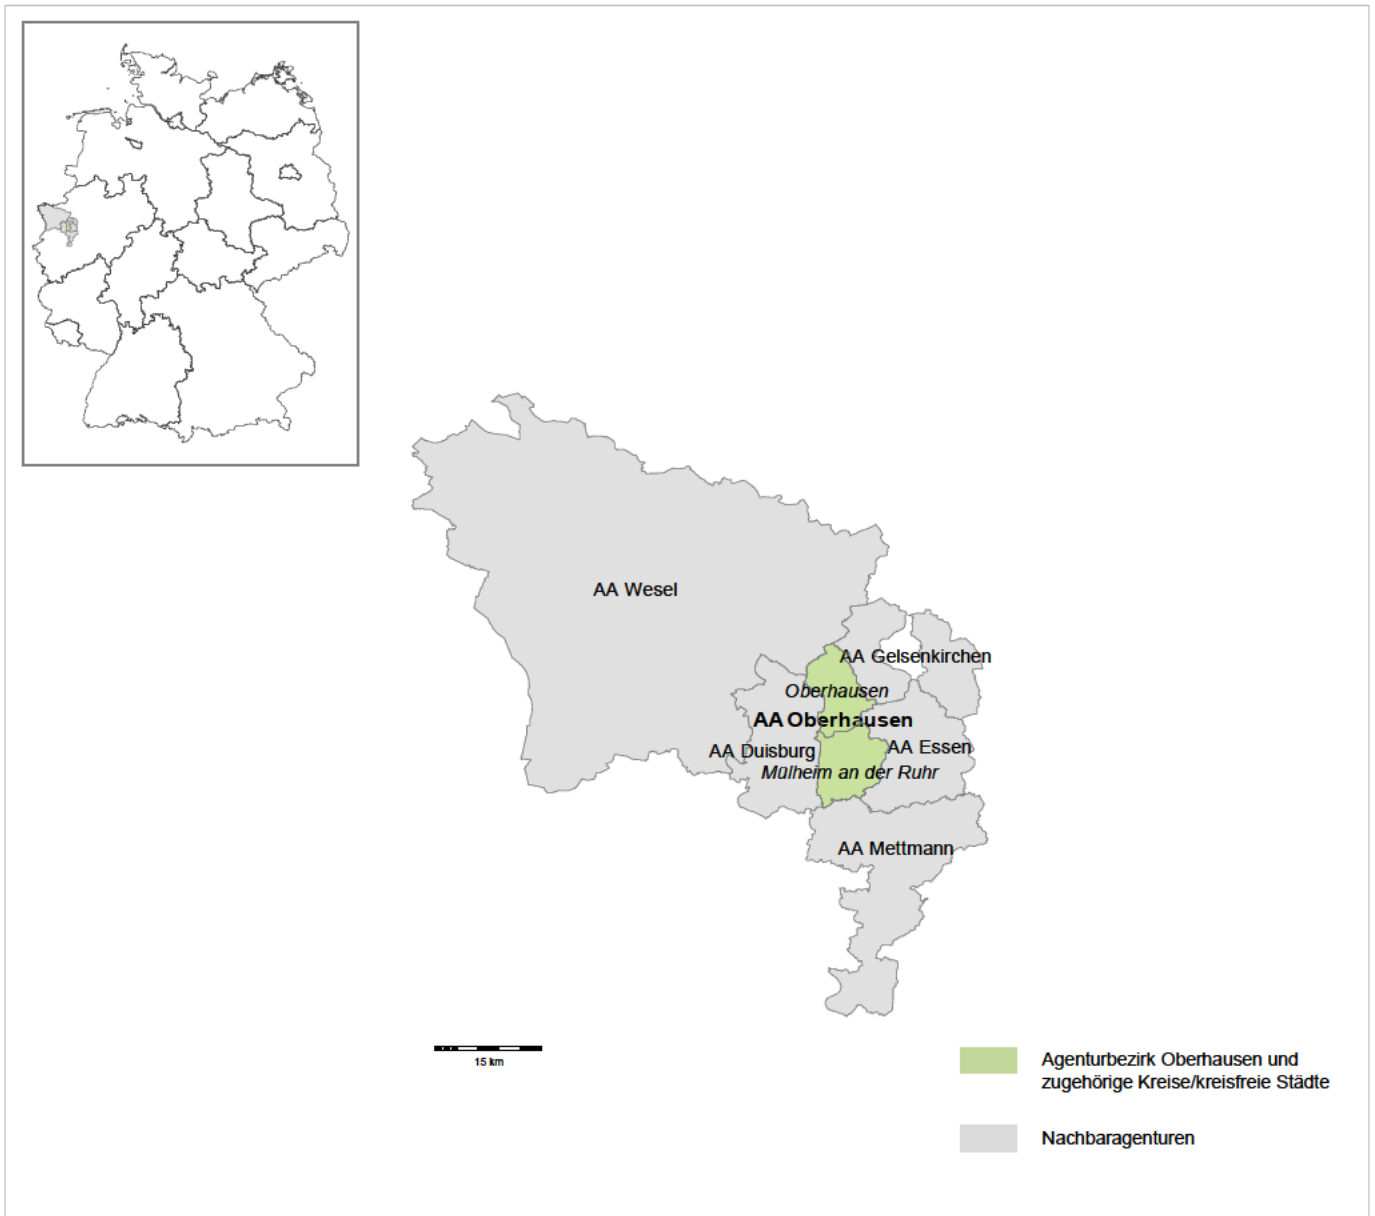 AA Wesel
AA Gelsenkirchen
Oberhausen
AA Oberhausen
AA Duisburg
AA Essen
Mülheim an der Ruhr
AA Mettmann
15 km
Agenturbezirk Oberhausen und
zugehörige Kreise/kreisfreie Städte
Nachbaragenturen